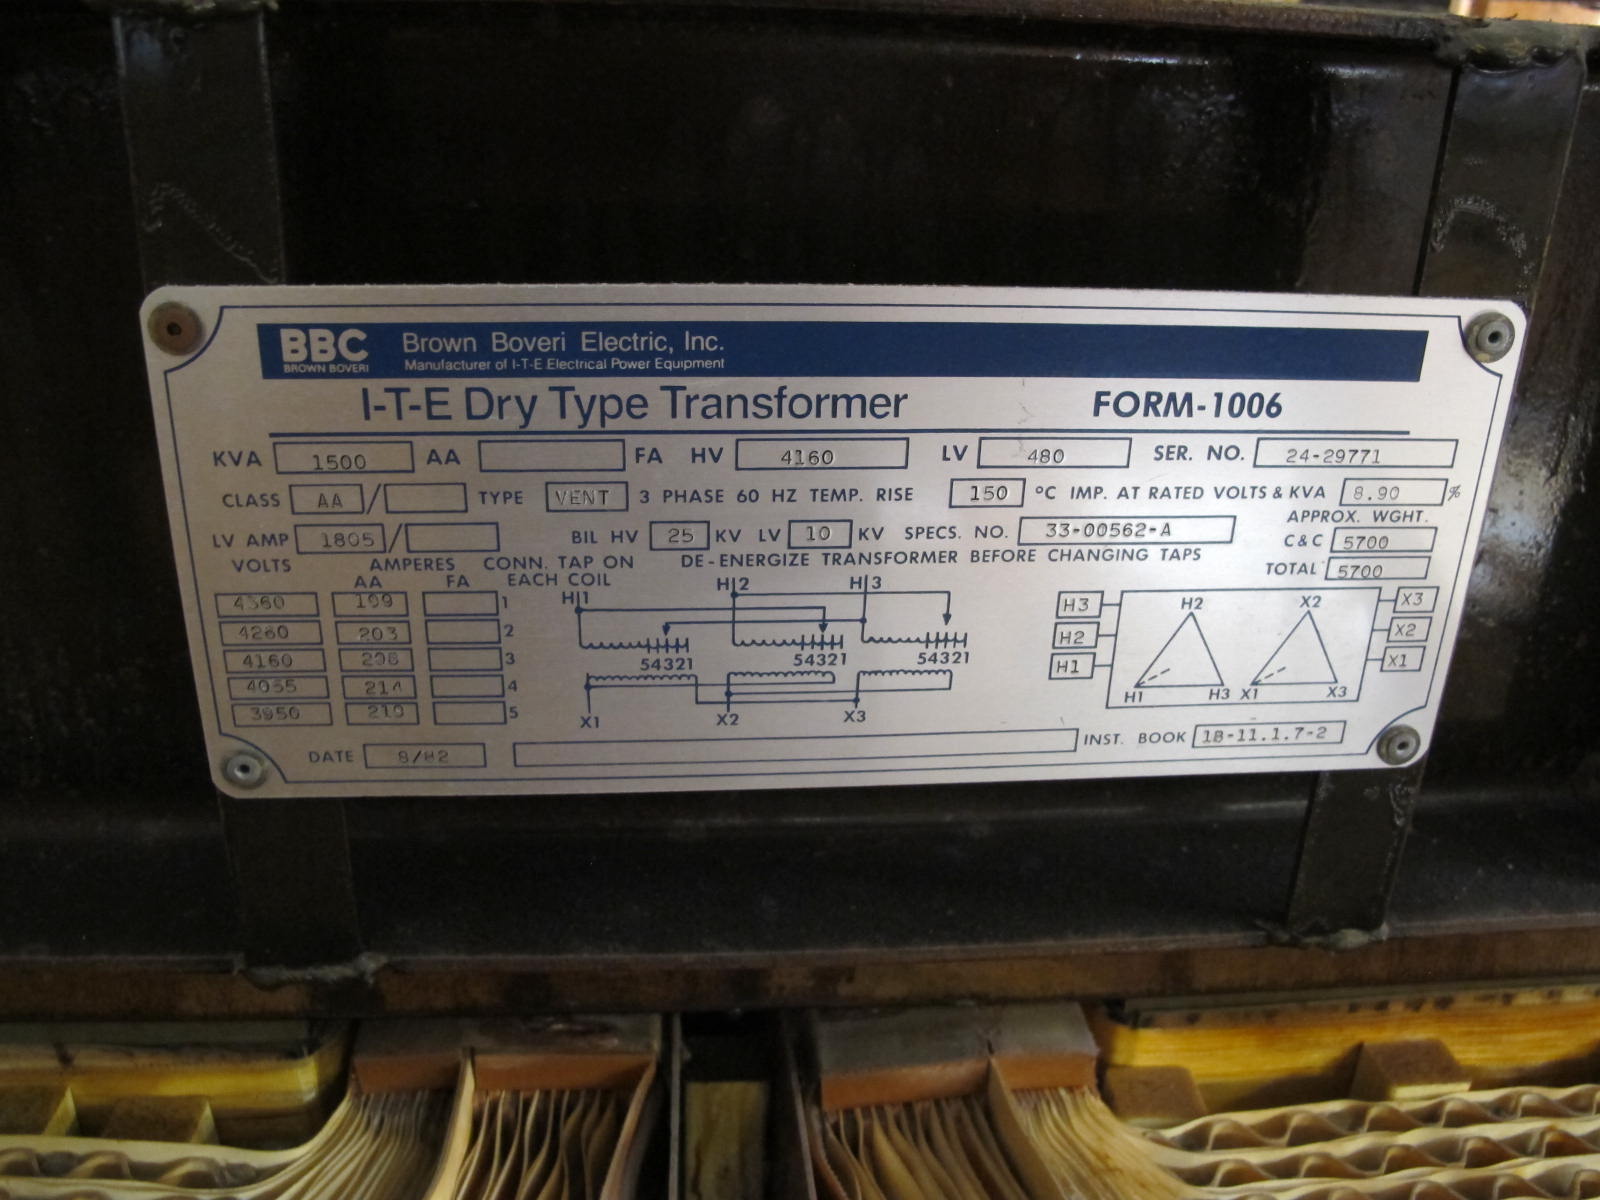 BBC Brown Boveri Electric, Inc.
BROWN BOVERI Manufacturer of I-T-E Electrical Power Equipment
I-T-E Dry Type Transformer FORM-1006
KVA 1500 AA FA HV 4160 LV 480 SER. NO. 24-29771
CLASS AA / TYPE VENT 3 PHASE 60 HZ TEMP. RISE 150 °C IMP. AT RATED VOLTS & KVA 8.90 %
LV AMP 1805 / BIL HV 25 KV LV 10 KV SPECS. NO. 33-00562-A
APPROX. WGHT.
C&C 5700
TOTAL 5700
VOLTS AMPERES CONN. TAP ON DE-ENERGIZE TRANSFORMER BEFORE CHANGING TAPS
AA FA EACH COIL
4360 199 1
4260 203 2
4160 208 3
4055 214 4
3950 219 5
H1 H2 H3
54321 54321 54321
X1 X2 X3
H3 H2 X2 X3
H2 X2
H1 X1
H1 H3 X1 X3
DATE INST. BOOK 18-11.1.7-2